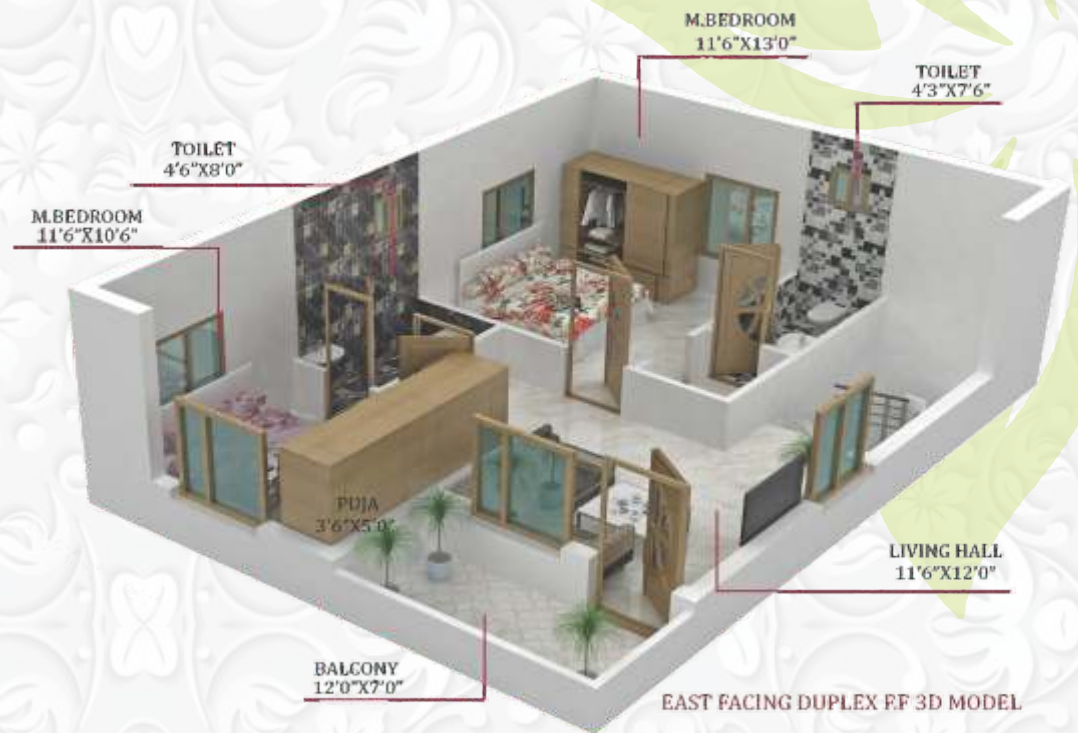 M.BEDROOM
11'6"X13'0"
TOILET
4'3"X7'6"
TOILET
4'6"X8'0"
M.BEDROOM
11'6"X10'6"
PUJA
3'6"X5'0"
LIVING HALL
11'6"X12'0"
BALCONY
12'0"X7'0"
EAST FACING DUPLEX F.F 3D MODEL